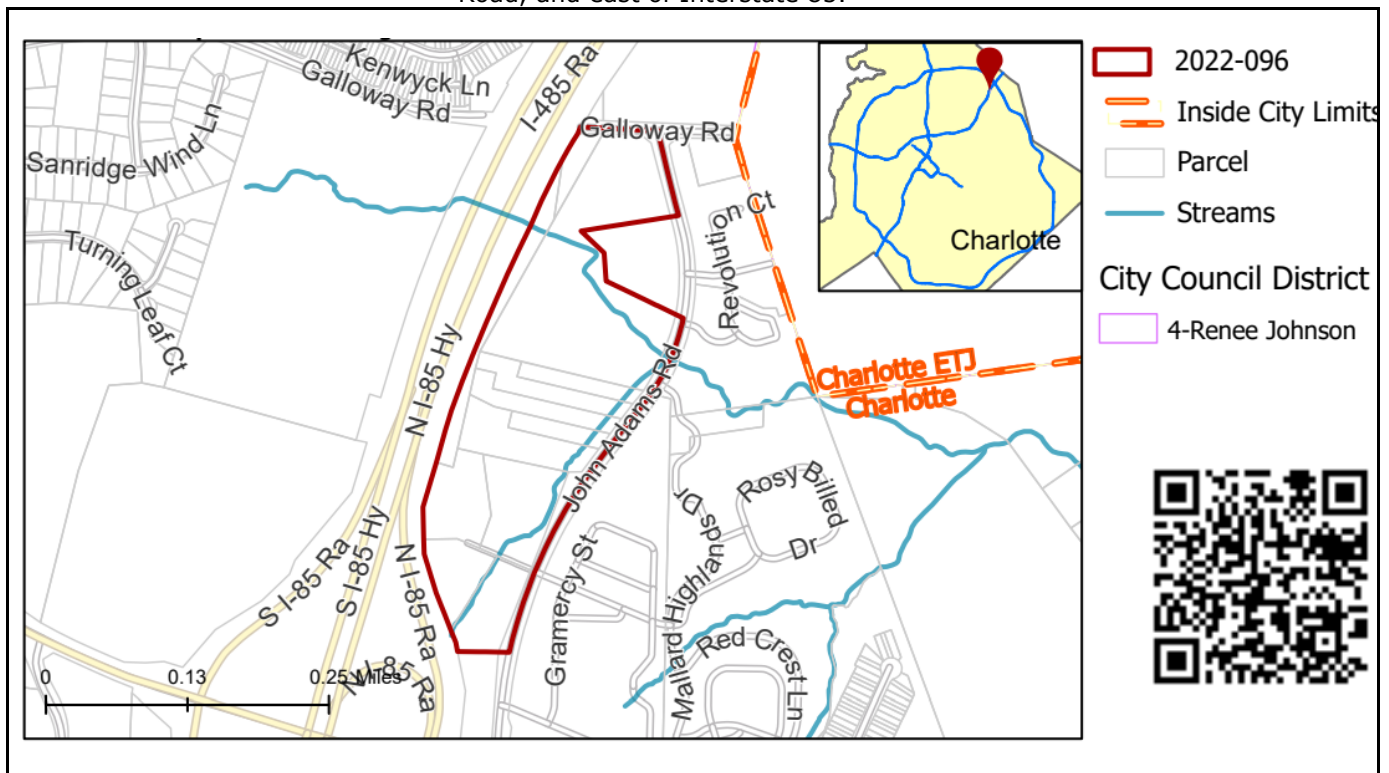 Road, and east of Interstate 85.
Kenwyck Ln
Galloway Rd
I-485 Ra
Galloway Rd
Sanridge Wind Ln
Turning Leaf Ct
Revolution Ct
N I-85 Hy
John Adams Rd
Charlotte ETJ
Charlotte
Rosy Billed Dr
Mallard Highlands Dr
Gramercy St
S I-85 Ra
S I-85 Hy
N I-85 Ra
N I-85 Ra
Red Crest Ln
0 0.13 0.25 Miles
Charlotte
2022-096
Inside City Limits
Parcel
Streams
City Council District
4-Renee Johnson